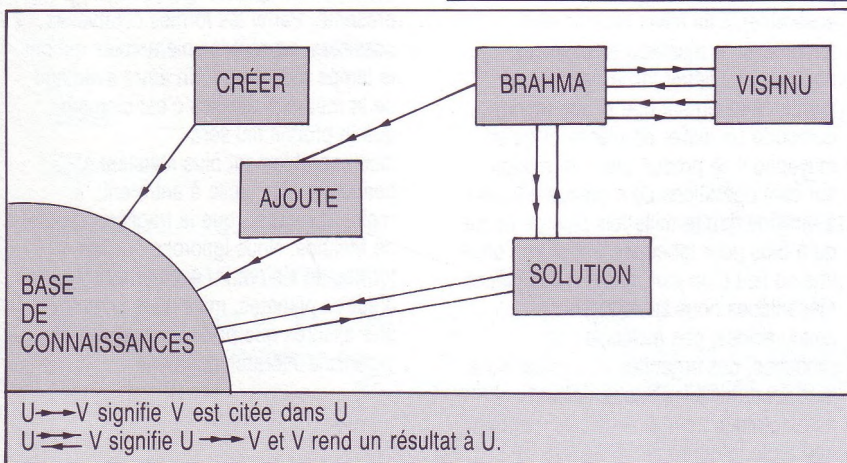 CRÉER
BRAHMA
VISHNU
AJOUTE
SOLUTION
BASE
DE
CONNAISSANCES
U→V signifie V est citée dans U
U⇄V signifie U→V et V rend un résultat à U.